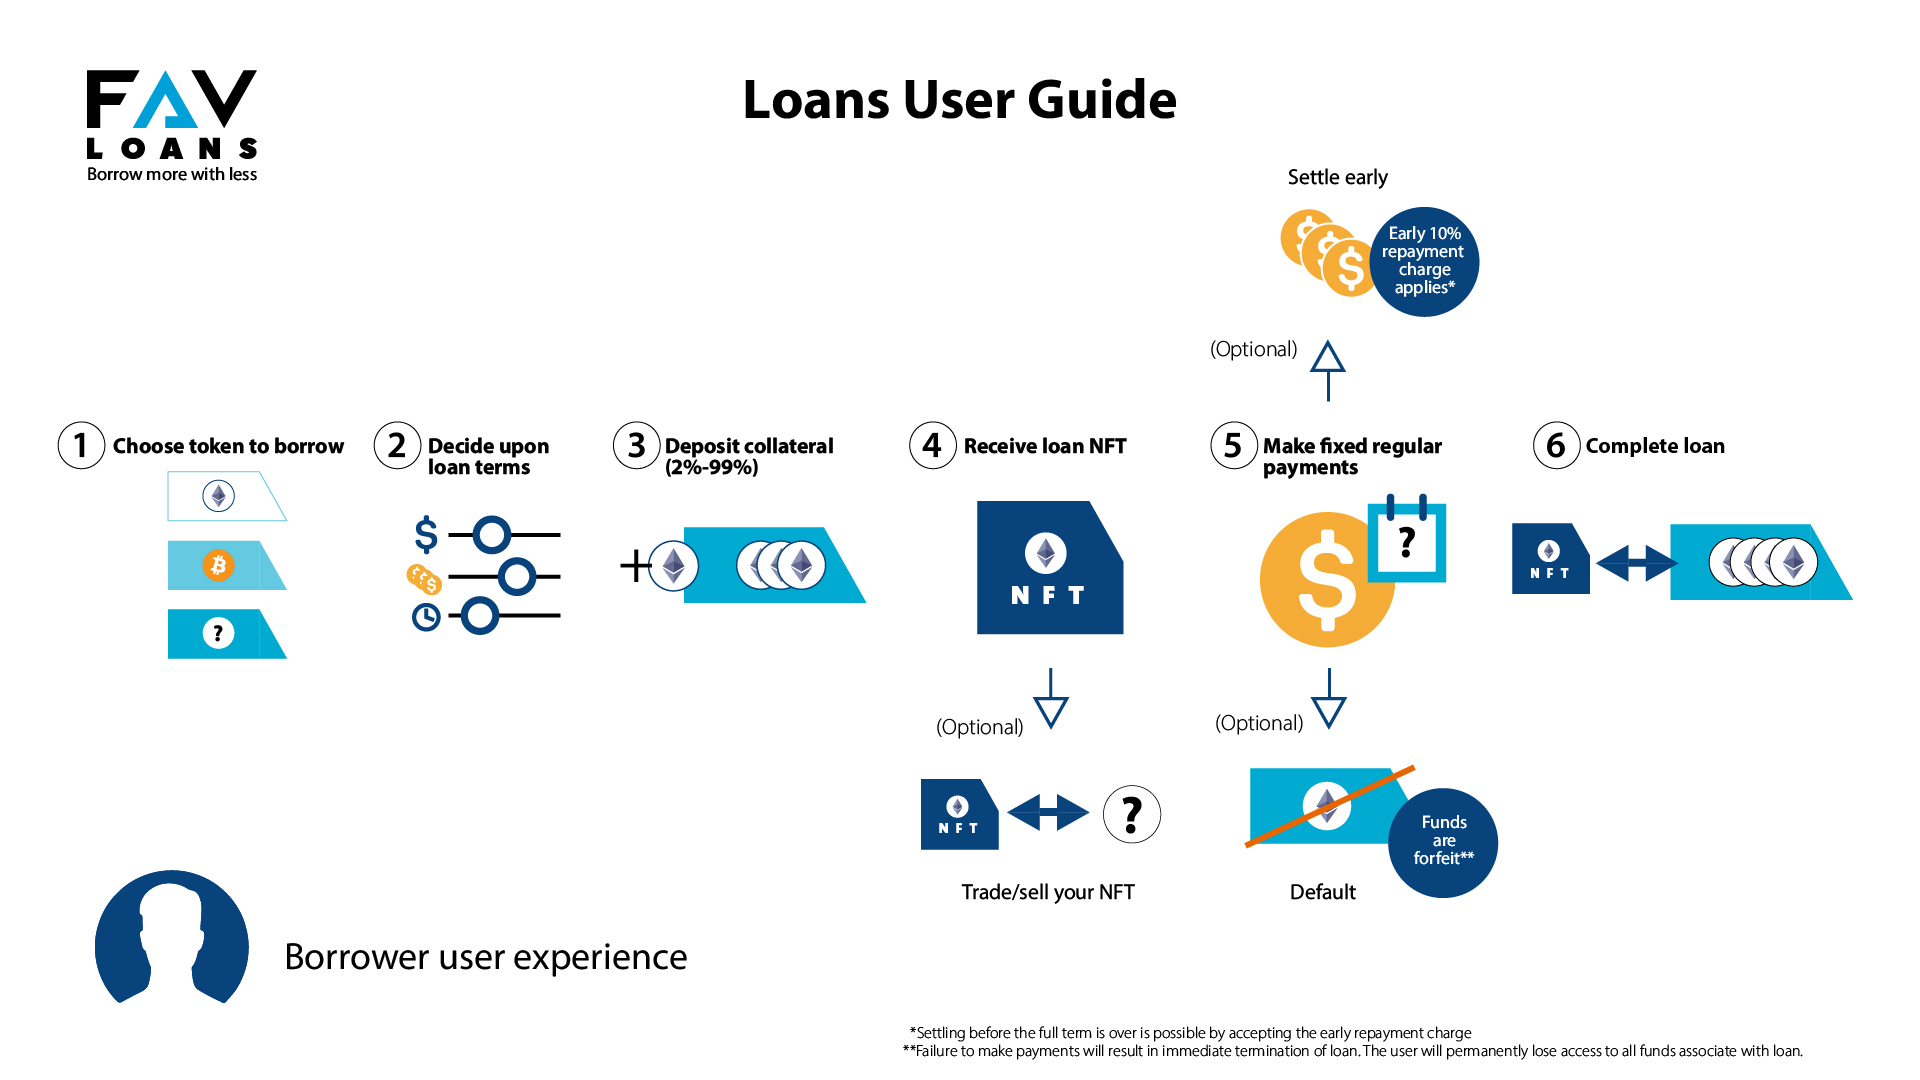 FAV
LOANS
Borrow more with less
Loans User Guide
Settle early
Early 10%
repayment
charge
applies*
(Optional)
1 Choose token to borrow
2 Decide upon
loan terms
3 Deposit collateral
(2%-99%)
4 Receive loan NFT
5 Make fixed regular
payments
6 Complete loan
?
$
$
$
NFT
$
?
NFT
(Optional)
(Optional)
NFT
?
Trade/sell your NFT
Funds
are
forfeit**
Default
Borrower user experience
*Settling before the full term is over is possible by accepting the early repayment charge
**Failure to make payments will result in immediate termination of loan. The user will permanently lose access to all funds associate with loan.